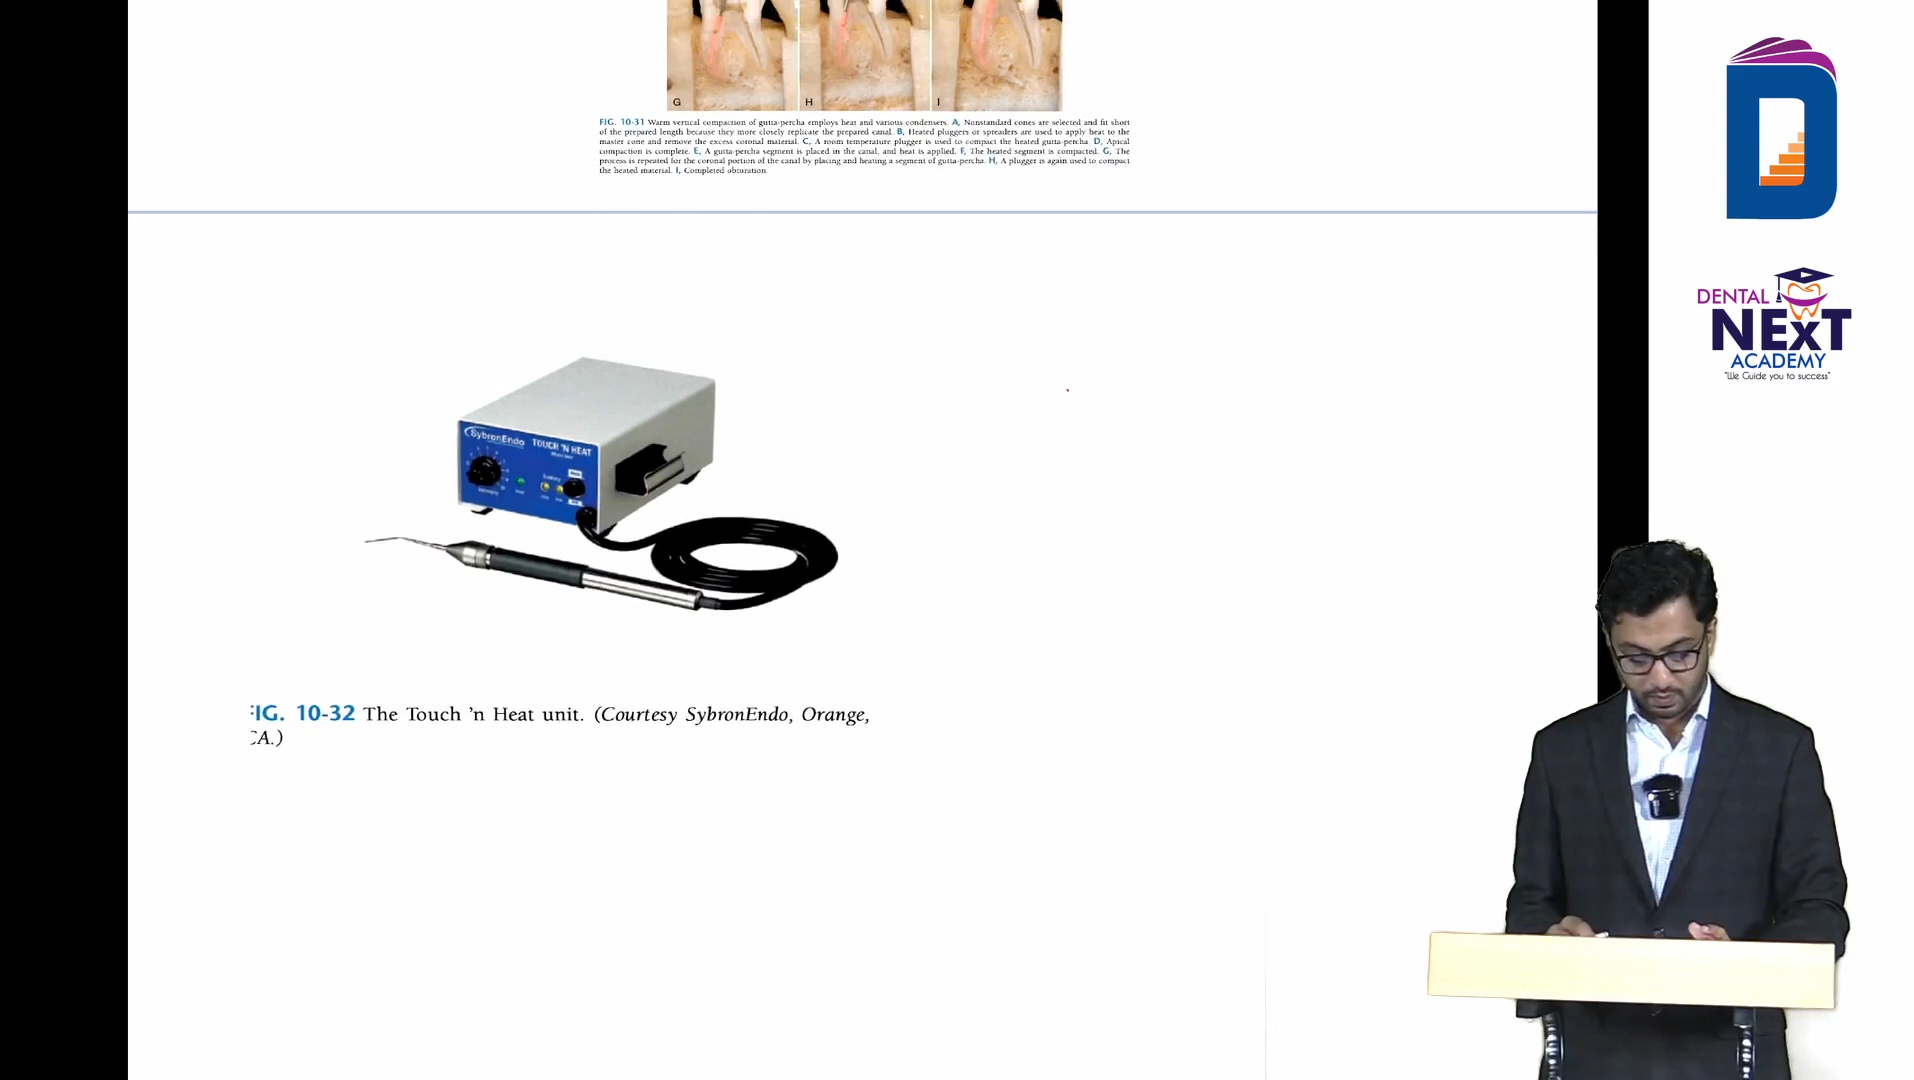 G H I
FIG. 10-31 Warm vertical compaction of gutta-percha employs heat and various condensers. A, Nonstandard cones are selected and fit short
of the prepared length because they more closely replicate the prepared canal. B, Heated pluggers or spreaders are used to apply heat to the
master cone and remove the excess coronal material. C, A room temperature plugger is used to compact the heated gutta-percha. D, Apical
compaction is complete. E, A gutta-percha segment is placed in the canal, and heat is applied. F, The heated segment is compacted. G, The
process is repeated for the coronal portion of the canal by placing and heating a segment of gutta-percha. H, A plugger is again used to compact
the heated material. I, Completed obturation.
SybronEndo TOUCH 'N HEAT
IG. 10-32 The Touch ’n Heat unit. (Courtesy SybronEndo, Orange,
CA.)
D
DENTAL
NExT
ACADEMY
"We Guide you to success"